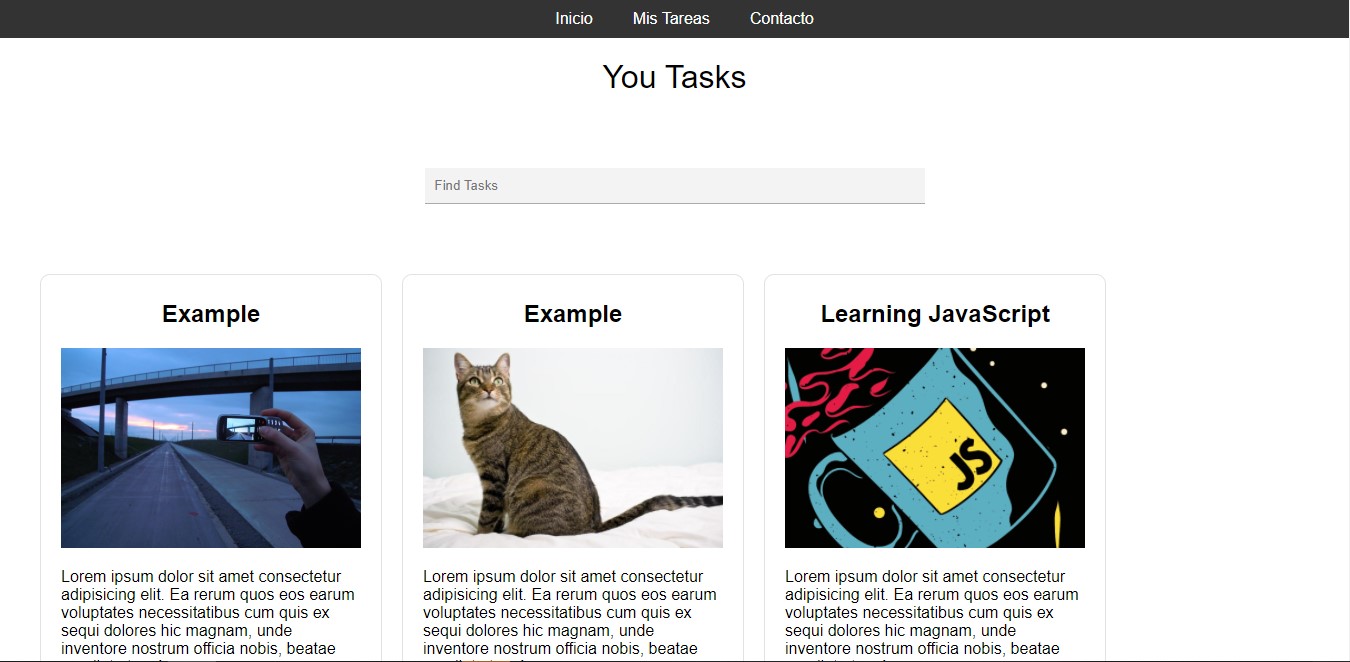 Inicio Mis Tareas Contacto
You Tasks
Find Tasks
Example
Lorem ipsum dolor sit amet consectetur
adipisicing elit. Ea rerum quos eos earum
voluptates necessitatibus cum quis ex
sequi dolores hic magnam, unde
inventore nostrum officia nobis, beatae
Example
Lorem ipsum dolor sit amet consectetur
adipisicing elit. Ea rerum quos eos earum
voluptates necessitatibus cum quis ex
sequi dolores hic magnam, unde
inventore nostrum officia nobis, beatae
Learning JavaScript
JS
Lorem ipsum dolor sit amet consectetur
adipisicing elit. Ea rerum quos eos earum
voluptates necessitatibus cum quis ex
sequi dolores hic magnam, unde
inventore nostrum officia nobis, beatae